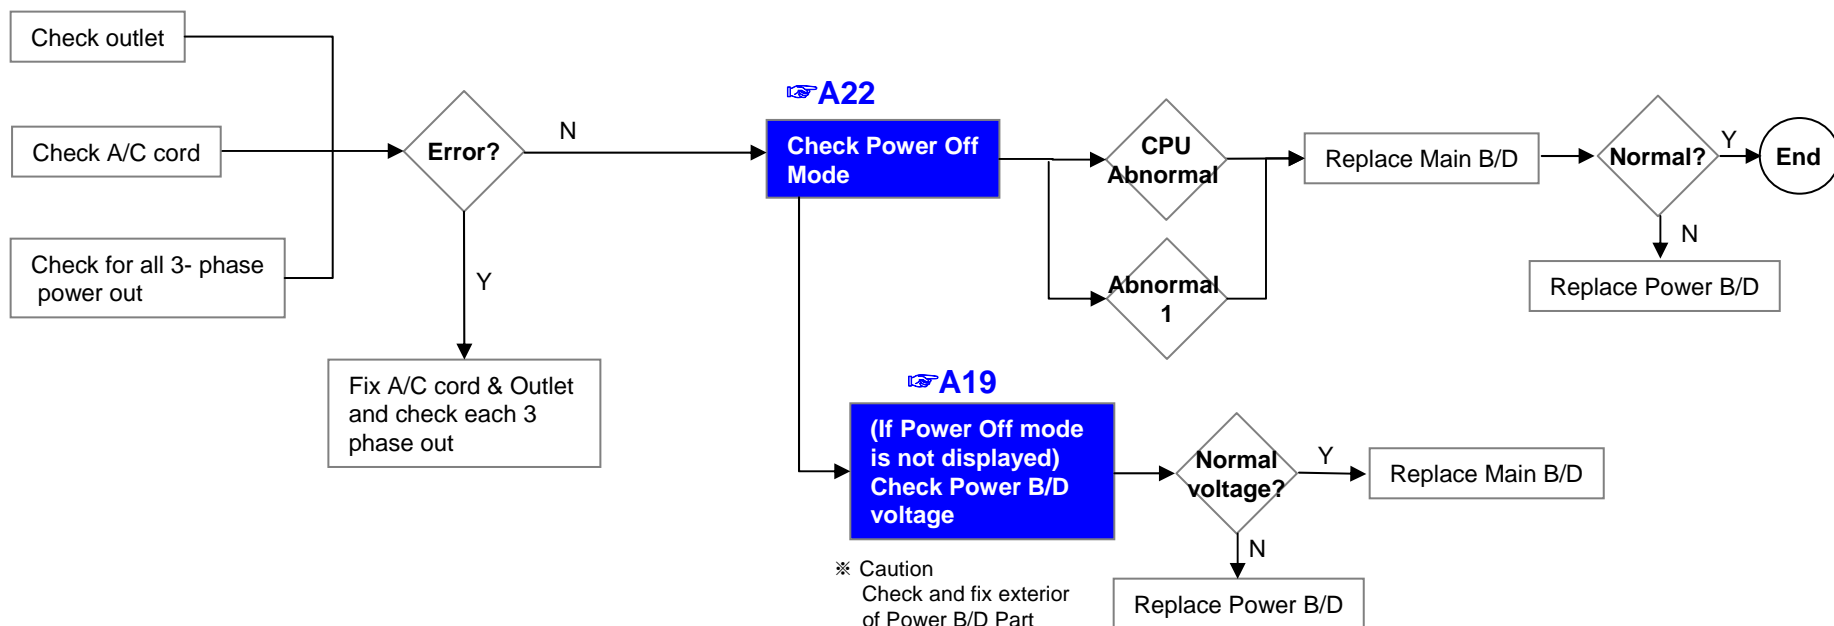 Check outlet
Check A/C cord
Check for all 3- phase
power out
Error?
N
Y
Fix A/C cord & Outlet
and check each 3
phase out
☞A22
Check Power Off
Mode
CPU
Abnormal
Abnormal
1
Replace Main B/D
Normal?
Y
End
N
Replace Power B/D
☞A19
(If Power Off mode
is not displayed)
Check Power B/D
voltage
※ Caution
Check and fix exterior
of Power B/D Part
Normal
voltage?
Y
Replace Main B/D
N
Replace Power B/D